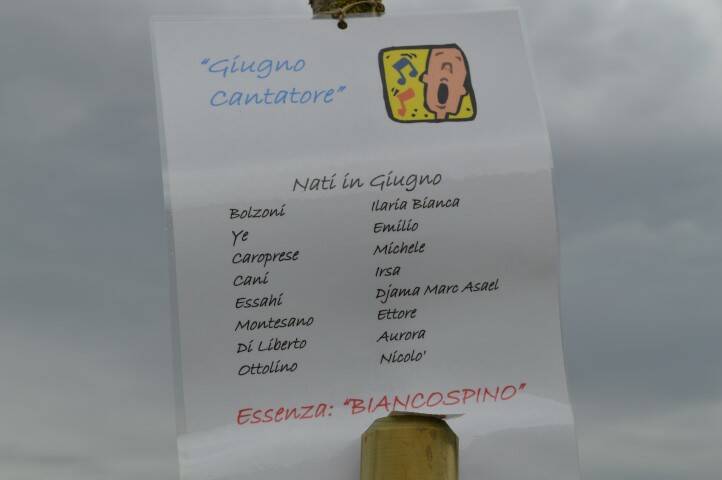 "Giugno
Cantatore"
Nati in Giugno
Bolzoni Ilaria Bianca
Ye Emilio
Caroprese Michele
Cani Irsa
Essahi Djama Marc Asael
Montesano Ettore
Di Liberto Aurora
Ottolino Nicolo'
Essenza: "BIANCOSPINO"